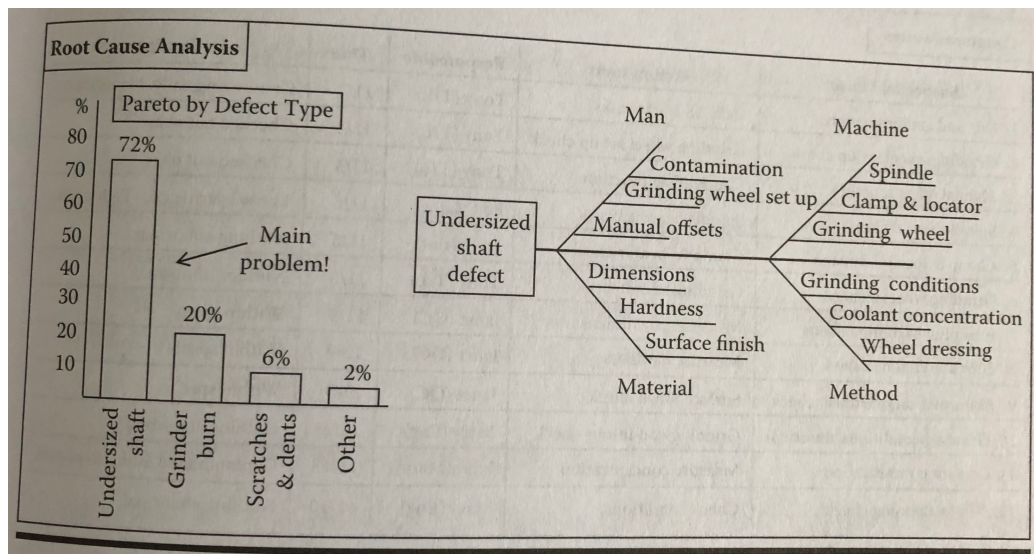 Root Cause Analysis
Pareto by Defect Type
%
80
70
60
50
40
30
20
10
72%
20%
6%
2%
Main
problem!
Undersized
shaft
Grinder
burn
Scratches
& dents
Other
Undersized
shaft
defect
Man
Contamination
Grinding wheel set up
Manual offsets
Machine
Spindle
Clamp & locator
Grinding wheel
Dimensions
Hardness
Surface finish
Material
Grinding conditions
Coolant concentration
Wheel dressing
Method